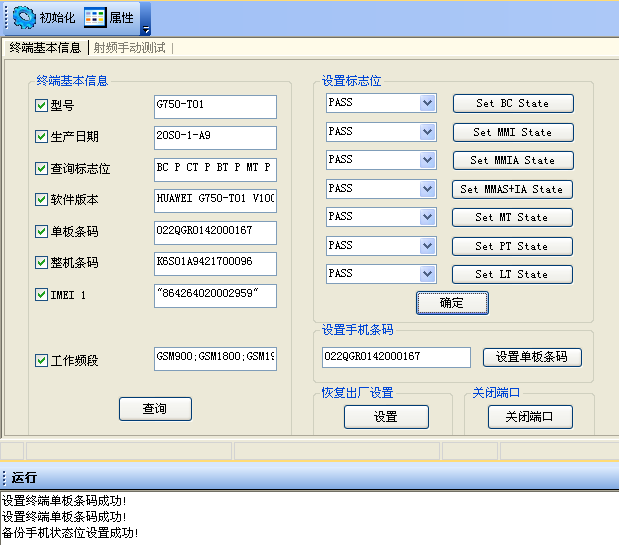 初始化 属性
终端基本信息 射频手动测试
终端基本信息
型号 G750-T01
生产日期 20S0-1-A9
查询标志位 BC P CT P BT P MT P
软件版本 HUAWEI G750-T01 V100
单板条码 022QGR0142000167
整机条码 K6S01A9421700096
IMEI 1 "864264020002959"
工作频段 GSM900;GSM1800;GSM19
查询
设置标志位
PASS Set BC State
PASS Set MMI State
PASS Set MMIA State
PASS Set MMAS+IA State
PASS Set MT State
PASS Set PT State
PASS Set LT State
确定
设置手机条码
022QGR0142000167 设置单板条码
恢复出厂设置
设置
关闭端口
关闭端口
运行
设置终端单板条码成功!
设置终端单板条码成功!
备份手机状态位设置成功!